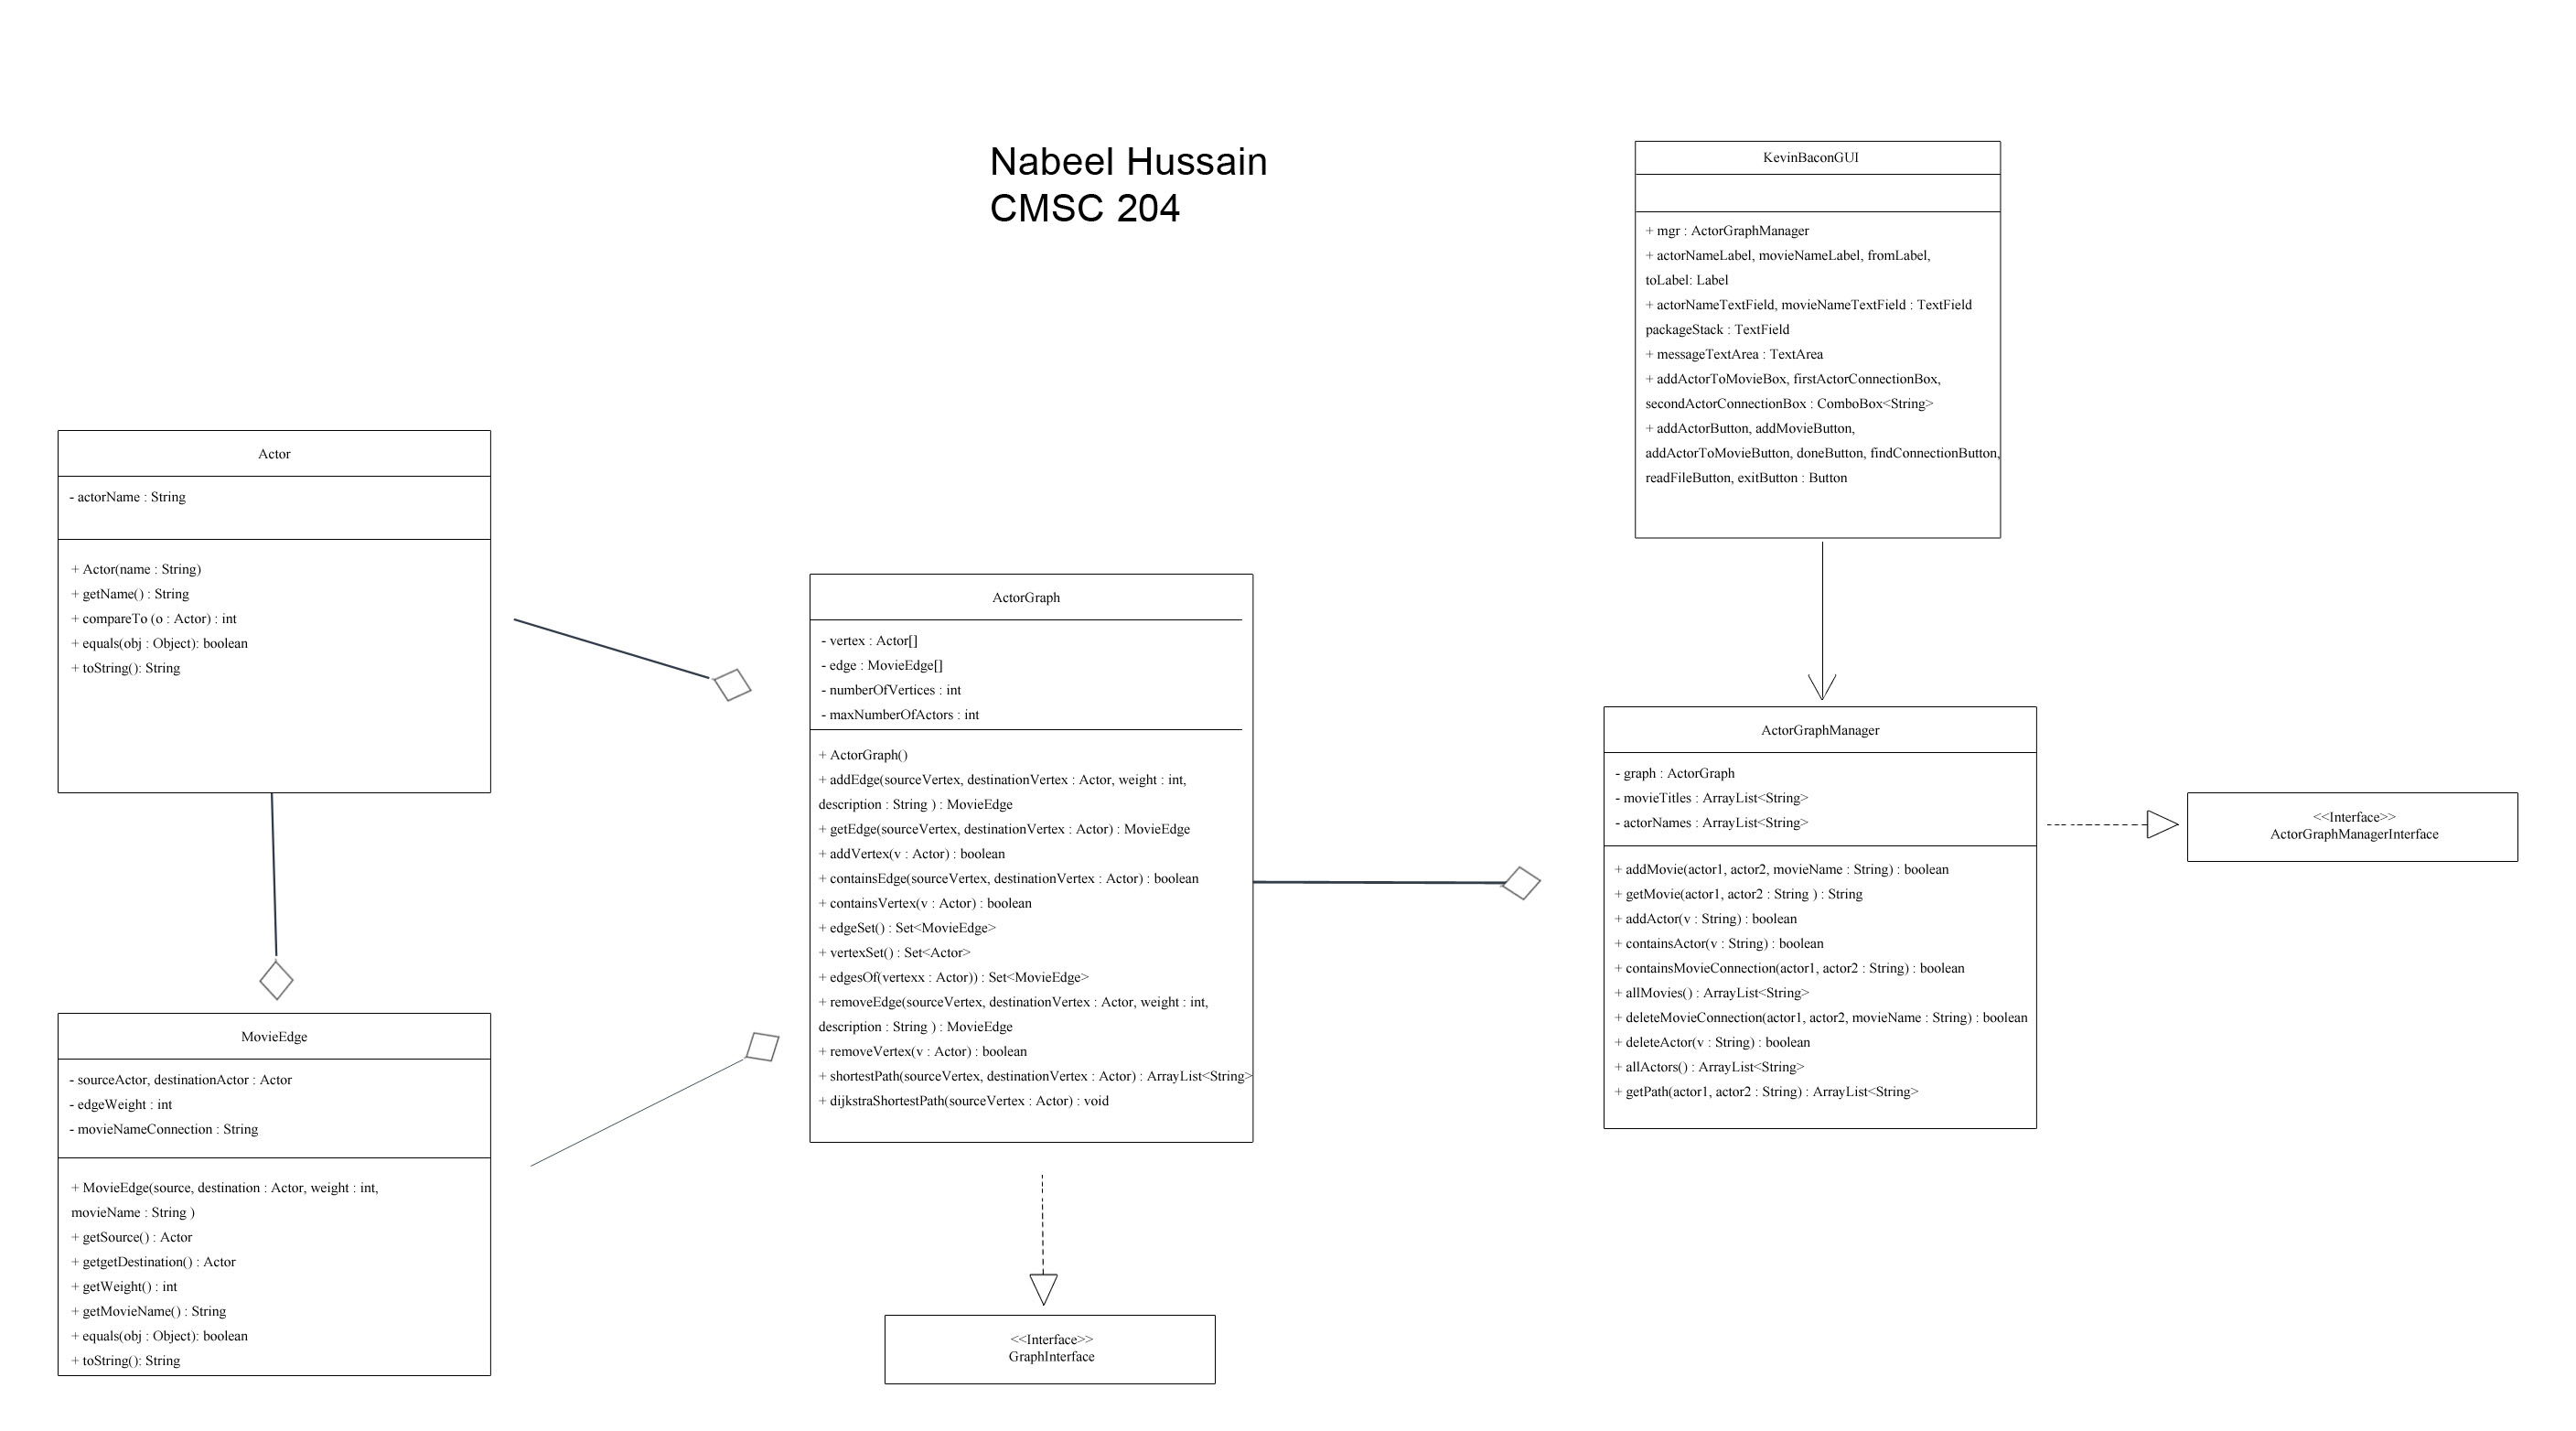 Nabeel Hussain
CMSC 204
KevinBaconGUI
+ mgr : ActorGraphManager
+ actorNameLabel, movieNameLabel, fromLabel,
toLabel: Label
+ actorNameTextField, movieNameTextField : TextField
packageStack : TextField
+ messageTextArea : TextArea
+ addActorToMovieBox, firstActorConnectionBox,
secondActorConnectionBox : ComboBox<String>
+ addActorButton, addMovieButton,
addActorToMovieButton, doneButton, findConnectionButton,
readFileButton, exitButton : Button
Actor
- actorName : String
+ Actor(name : String)
+ getName() : String
+ compareTo (o : Actor) : int
+ equals(obj : Object): boolean
+ toString(): String
ActorGraph
- vertex : Actor[]
- edge : MovieEdge[]
- numberOfVertices : int
- maxNumberOfActors : int
+ ActorGraph()
+ addEdge(sourceVertex, destinationVertex : Actor, weight : int,
description : String ) : MovieEdge
+ getEdge(sourceVertex, destinationVertex : Actor) : MovieEdge
+ addVertex(v : Actor) : boolean
+ containsEdge(sourceVertex, destinationVertex : Actor) : boolean
+ containsVertex(v : Actor) : boolean
+ edgeSet() : Set<MovieEdge>
+ vertexSet() : Set<Actor>
+ edgesOf(vertexx : Actor)) : Set<MovieEdge>
+ removeEdge(sourceVertex, destinationVertex : Actor, weight : int,
description : String ) : MovieEdge
+ removeVertex(v : Actor) : boolean
+ shortestPath(sourceVertex, destinationVertex : Actor) : ArrayList<String>
+ dijkstraShortestPath(sourceVertex : Actor) : void
ActorGraphManager
- graph : ActorGraph
- movieTitles : ArrayList<String>
- actorNames : ArrayList<String>
+ addMovie(actor1, actor2, movieName : String) : boolean
+ getMovie(actor1, actor2 : String ) : String
+ addActor(v : String) : boolean
+ containsActor(v : String) : boolean
+ containsMovieConnection(actor1, actor2 : String) : boolean
+ allMovies() : ArrayList<String>
+ deleteMovieConnection(actor1, actor2, movieName : String) : boolean
+ deleteActor(v : String) : boolean
+ allActors() : ArrayList<String>
+ getPath(actor1, actor2 : String) : ArrayList<String>
<<Interface>>
ActorGraphManagerInterface
MovieEdge
- sourceActor, destinationActor : Actor
- edgeWeight : int
- movieNameConnection : String
+ MovieEdge(source, destination : Actor, weight : int,
movieName : String )
+ getSource() : Actor
+ getgetDestination() : Actor
+ getWeight() : int
+ getMovieName() : String
+ equals(obj : Object): boolean
+ toString(): String
<<Interface>>
GraphInterface